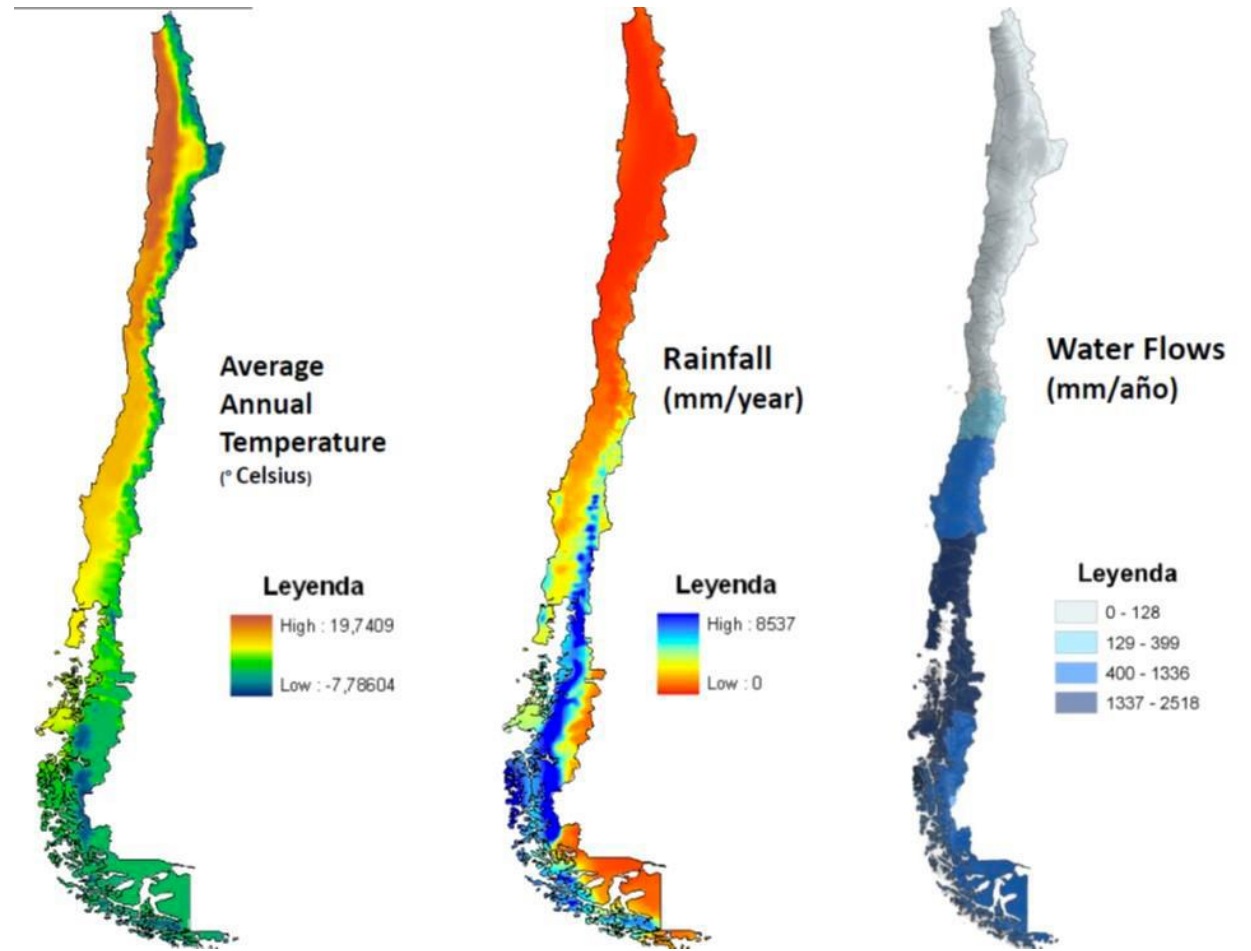 Average
Annual
Temperature
(° Celsius)
Leyenda
High : 19,7409
Low : -7,78604
Rainfall
(mm/year)
Leyenda
High : 8537
Low : 0
Water Flows
(mm/año)
Leyenda
0 - 128
129 - 399
400 - 1336
1337 - 2518